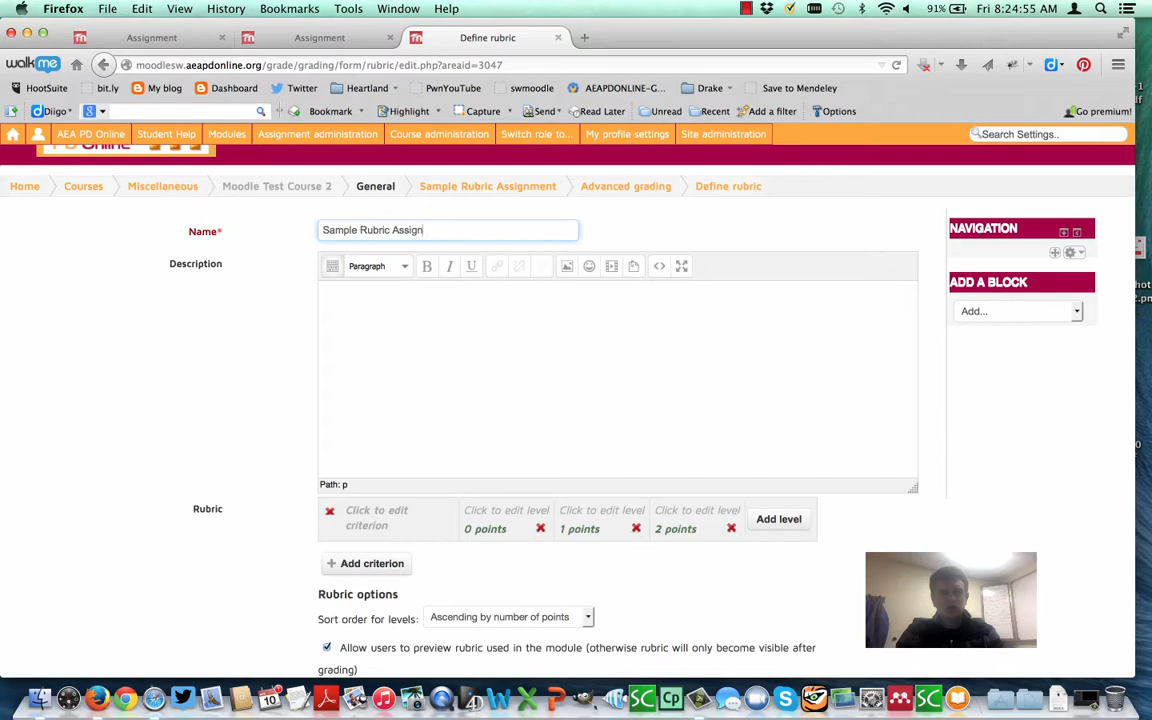 Firefox File Edit View History Bookmarks Tools Window Help 91% Fri 8:24:55 AM
Assignment × Assignment × Define rubric × +
walkme moodlesw.aeapdonline.org/grade/grading/form/rubric/edit.php?areaid=3047
HootSuite bit.ly My blog Dashboard Twitter Heartland PwnYouTube swmoodle AEAPDONLINE-G... Drake Save to Mendeley
Diigo Bookmark Highlight Capture Send Read Later Unread Recent Add a filter Options Go premium!
AEA PD Online Student Help Modules Assignment administration Course administration Switch role to... My profile settings Site administration Search Settings..
Home Courses Miscellaneous Moodle Test Course 2 General Sample Rubric Assignment Advanced grading Define rubric
Name* Sample Rubric Assign
NAVIGATION
Description
Paragraph B I U
ADD A BLOCK
Add...
Path: p
Rubric
Click to edit criterion
Click to edit level 0 points
Click to edit level 1 points
Click to edit level 2 points
Add level
+ Add criterion
Rubric options
Sort order for levels: Ascending by number of points
Allow users to preview rubric used in the module (otherwise rubric will only become visible after
grading)